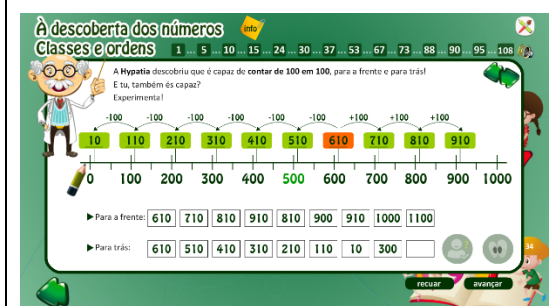 À descoberta dos números
info
Classes e ordens 1 ... 5 ... 10 ... 15 ... 24 ... 30 ... 37 ... 53 ... 67 ... 73 ... 88 ... 90 ... 95 ... 108
A Hypatia descobriu que é capaz de contar de 100 em 100, para a frente e para trás!
E tu, também és capaz?
Experimenta!
-100 -100 -100 -100 -100 -100 +100 +100
10 110 210 310 410 510 610 710 810 910
0 100 200 300 400 500 600 700 800 900 1000
▶ Para a frente: 610 710 810 910 810 900 910 1000 1100
▶ Para trás: 610 510 410 310 210 110 10 300
34
recuar avançar